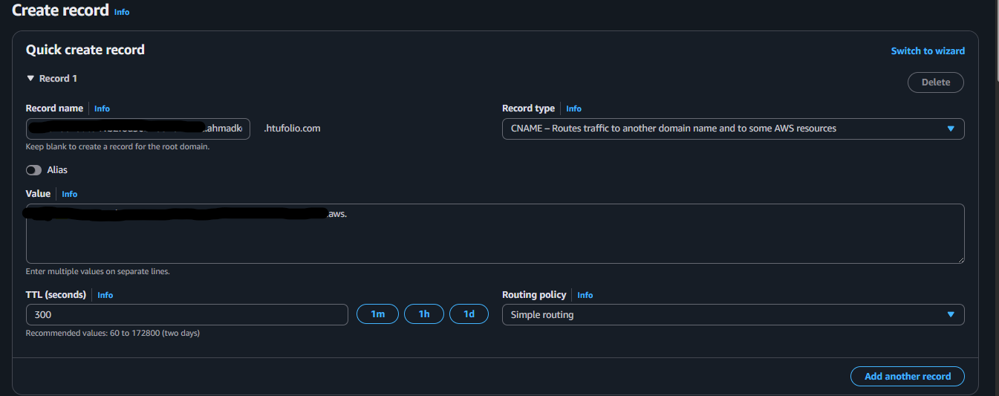 Create record Info
Quick create record
Switch to wizard
Record 1
Delete
Record name Info
Record type Info
.ahmadk
.htufolio.com
CNAME – Routes traffic to another domain name and to some AWS resources
Keep blank to create a record for the root domain.
Alias
Value Info
aws.
Enter multiple values on separate lines.
TTL (seconds) Info
Routing policy Info
300
1m
1h
1d
Simple routing
Recommended values: 60 to 172800 (two days)
Add another record